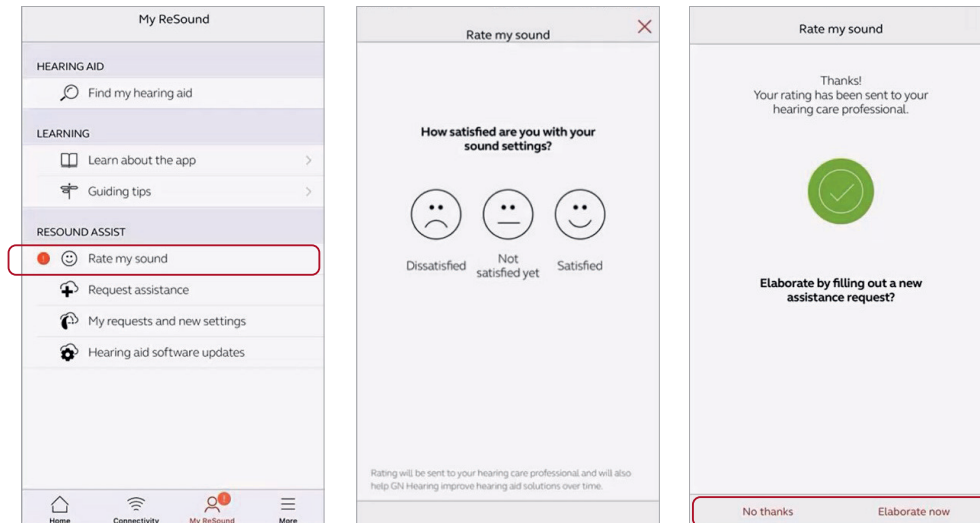 My ReSound
HEARING AID
Find my hearing aid
LEARNING
Learn about the app
Guiding tips
RESOUND ASSIST
! Rate my sound
Request assistance
My requests and new settings
Hearing aid software updates
Home Connectivity My ReSound ! More
Rate my sound
How satisfied are you with your
sound settings?
Dissatisfied Not
satisfied yet Satisfied
Rating will be sent to your hearing care professional and will also
help GN Hearing improve hearing aid solutions over time.
Rate my sound
Thanks!
Your rating has been sent to your
hearing care professional.
Elaborate by filling out a new
assistance request?
No thanks Elaborate now